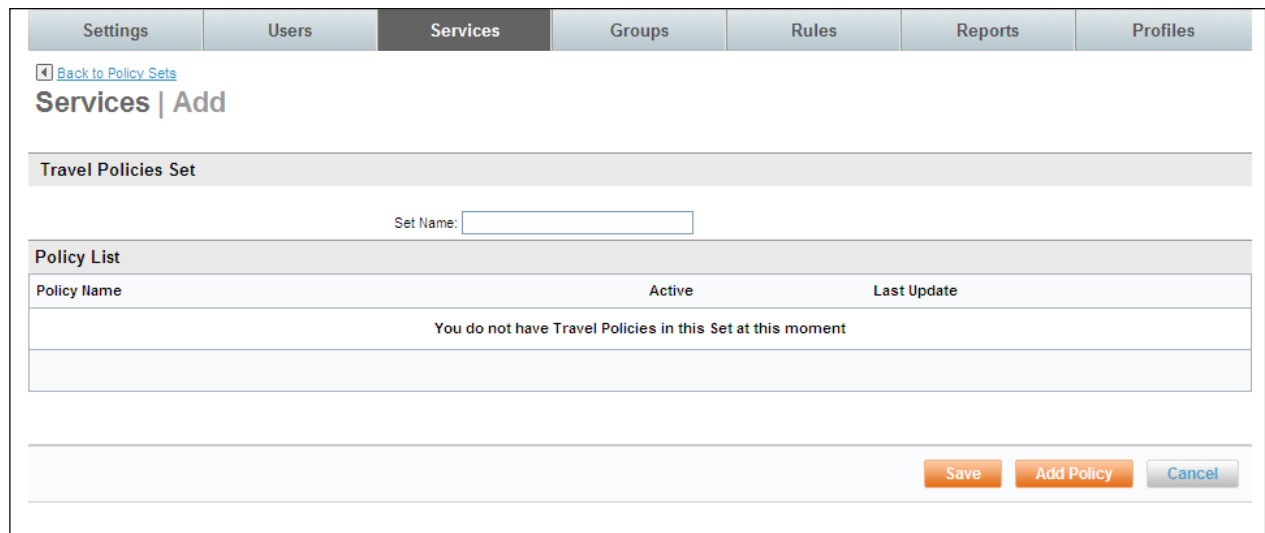 Settings Users Services Groups Rules Reports Profiles
Back to Policy Sets
Services | Add
Travel Policies Set
Set Name:
Policy List
Policy Name Active Last Update
You do not have Travel Policies in this Set at this moment
Save Add Policy Cancel